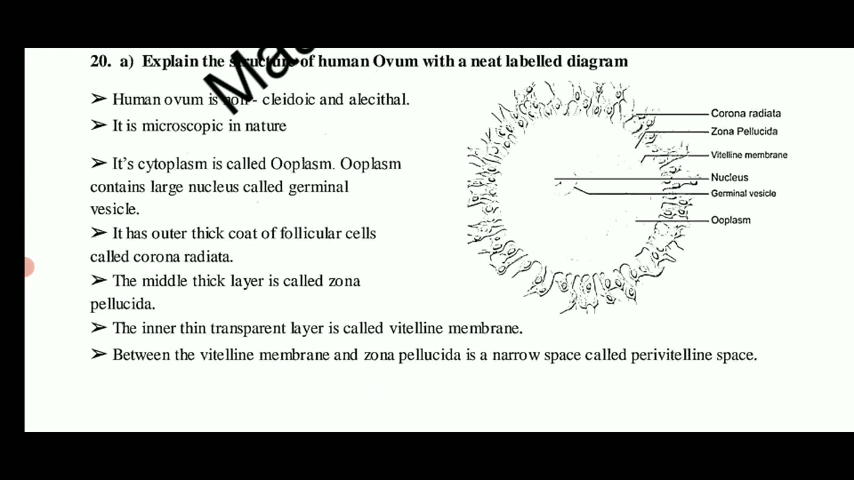 20. a) Explain the structure of human Ovum with a neat labelled diagram
➢ Human ovum is non - cleidoic and alecithal.
➢ It is microscopic in nature
➢ It's cytoplasm is called Ooplasm. Ooplasm
contains large nucleus called germinal
vesicle.
➢ It has outer thick coat of follicular cells
called corona radiata.
➢ The middle thick layer is called zona
pellucida.
➢ The inner thin transparent layer is called vitelline membrane.
➢ Between the vitelline membrane and zona pellucida is a narrow space called perivitelline space.
Corona radiata
Zona Pellucida
Vitelline membrane
Nucleus
Germinal vesicle
Ooplasm